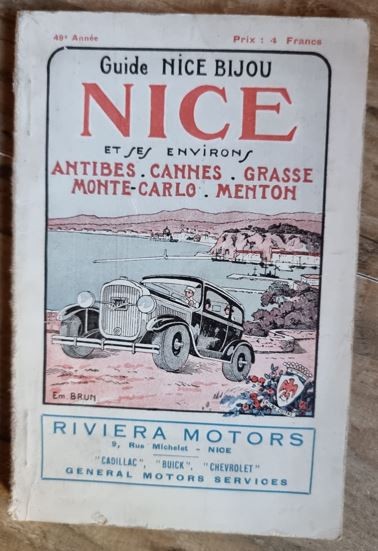 49e Année Prix : 4 Francs
Guide NICE BIJOU
NICE
ET SES ENVIRONS
ANTIBES . CANNES . GRASSE
MONTE-CARLO . MENTON
Em. BRUN
RIVIERA MOTORS
9, Rue Michelet - NICE
"CADILLAC", "BUICK", "CHEVROLET"
GENERAL MOTORS SERVICES